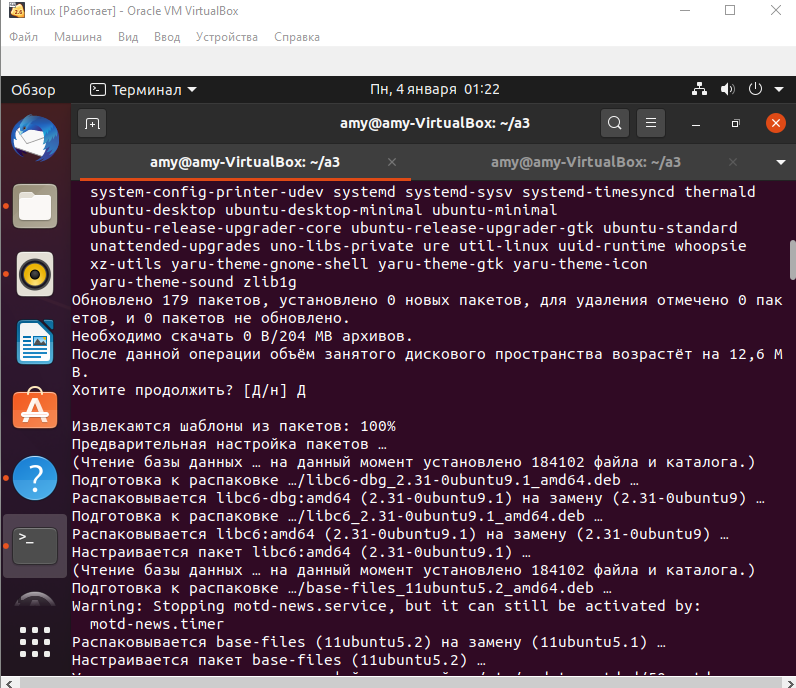 linux [Работает] - Oracle VM VirtualBox
Файл Машина Вид Ввод Устройства Справка
Обзор Терминал Пн, 4 января 01:22
amy@amy-VirtualBox: ~/a3
amy@amy-VirtualBox: ~/a3 amy@amy-VirtualBox: ~/a3
system-config-printer-udev systemd systemd-sysv systemd-timesyncd thermald
ubuntu-desktop ubuntu-desktop-minimal ubuntu-minimal
ubuntu-release-upgrader-core ubuntu-release-upgrader-gtk ubuntu-standard
unattended-upgrades uno-libs-private ure util-linux uuid-runtime whoopsie
xz-utils yaru-theme-gnome-shell yaru-theme-gtk yaru-theme-icon
yaru-theme-sound zlib1g
Обновлено 179 пакетов, установлено 0 новых пакетов, для удаления отмечено 0 пак
етов, и 0 пакетов не обновлено.
Необходимо скачать 0 B/204 MB архивов.
После данной операции объём занятого дискового пространства возрастёт на 12,6 M
B.
Хотите продолжить? [Д/н] Д
Извлекаются шаблоны из пакетов: 100%
Предварительная настройка пакетов …
(Чтение базы данных … на данный момент установлено 184102 файла и каталога.)
Подготовка к распаковке …/libc6-dbg_2.31-0ubuntu9.1_amd64.deb …
Распаковывается libc6-dbg:amd64 (2.31-0ubuntu9.1) на замену (2.31-0ubuntu9) …
Подготовка к распаковке …/libc6_2.31-0ubuntu9.1_amd64.deb …
Распаковывается libc6:amd64 (2.31-0ubuntu9.1) на замену (2.31-0ubuntu9) …
Настраивается пакет libc6:amd64 (2.31-0ubuntu9.1) …
(Чтение базы данных … на данный момент установлено 184102 файла и каталога.)
Подготовка к распаковке …/base-files_11ubuntu5.2_amd64.deb …
Warning: Stopping motd-news.service, but it can still be activated by:
motd-news.timer
Распаковывается base-files (11ubuntu5.2) на замену (11ubuntu5.1) …
Настраивается пакет base-files (11ubuntu5.2) …